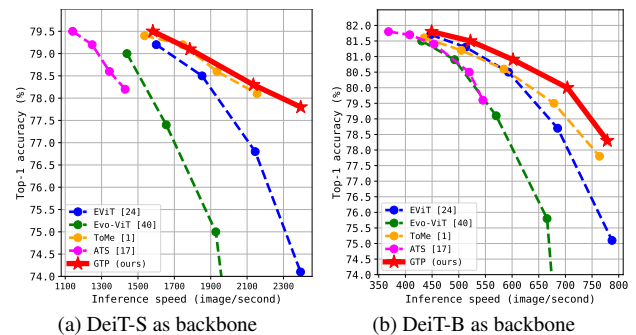 79.5
79.0
78.5
78.0
77.5
77.0
76.5
76.0
75.5
75.0
74.5
74.0
Top-1 accuracy (%)
EViT [24]
Evo-ViT [40]
ToMe [1]
ATS [17]
GTP (ours)
1100 1300 1500 1700 1900 2100 2300
Inference speed (image/second)
(a) DeiT-S as backbone
82.0
81.5
81.0
80.5
80.0
79.5
79.0
78.5
78.0
77.5
77.0
76.5
76.0
75.5
75.0
74.5
74.0
Top-1 accuracy (%)
EViT [24]
Evo-ViT [40]
ToMe [1]
ATS [17]
GTP (ours)
350 400 450 500 550 600 650 700 750 800
Inference speed (image/second)
(b) DeiT-B as backbone